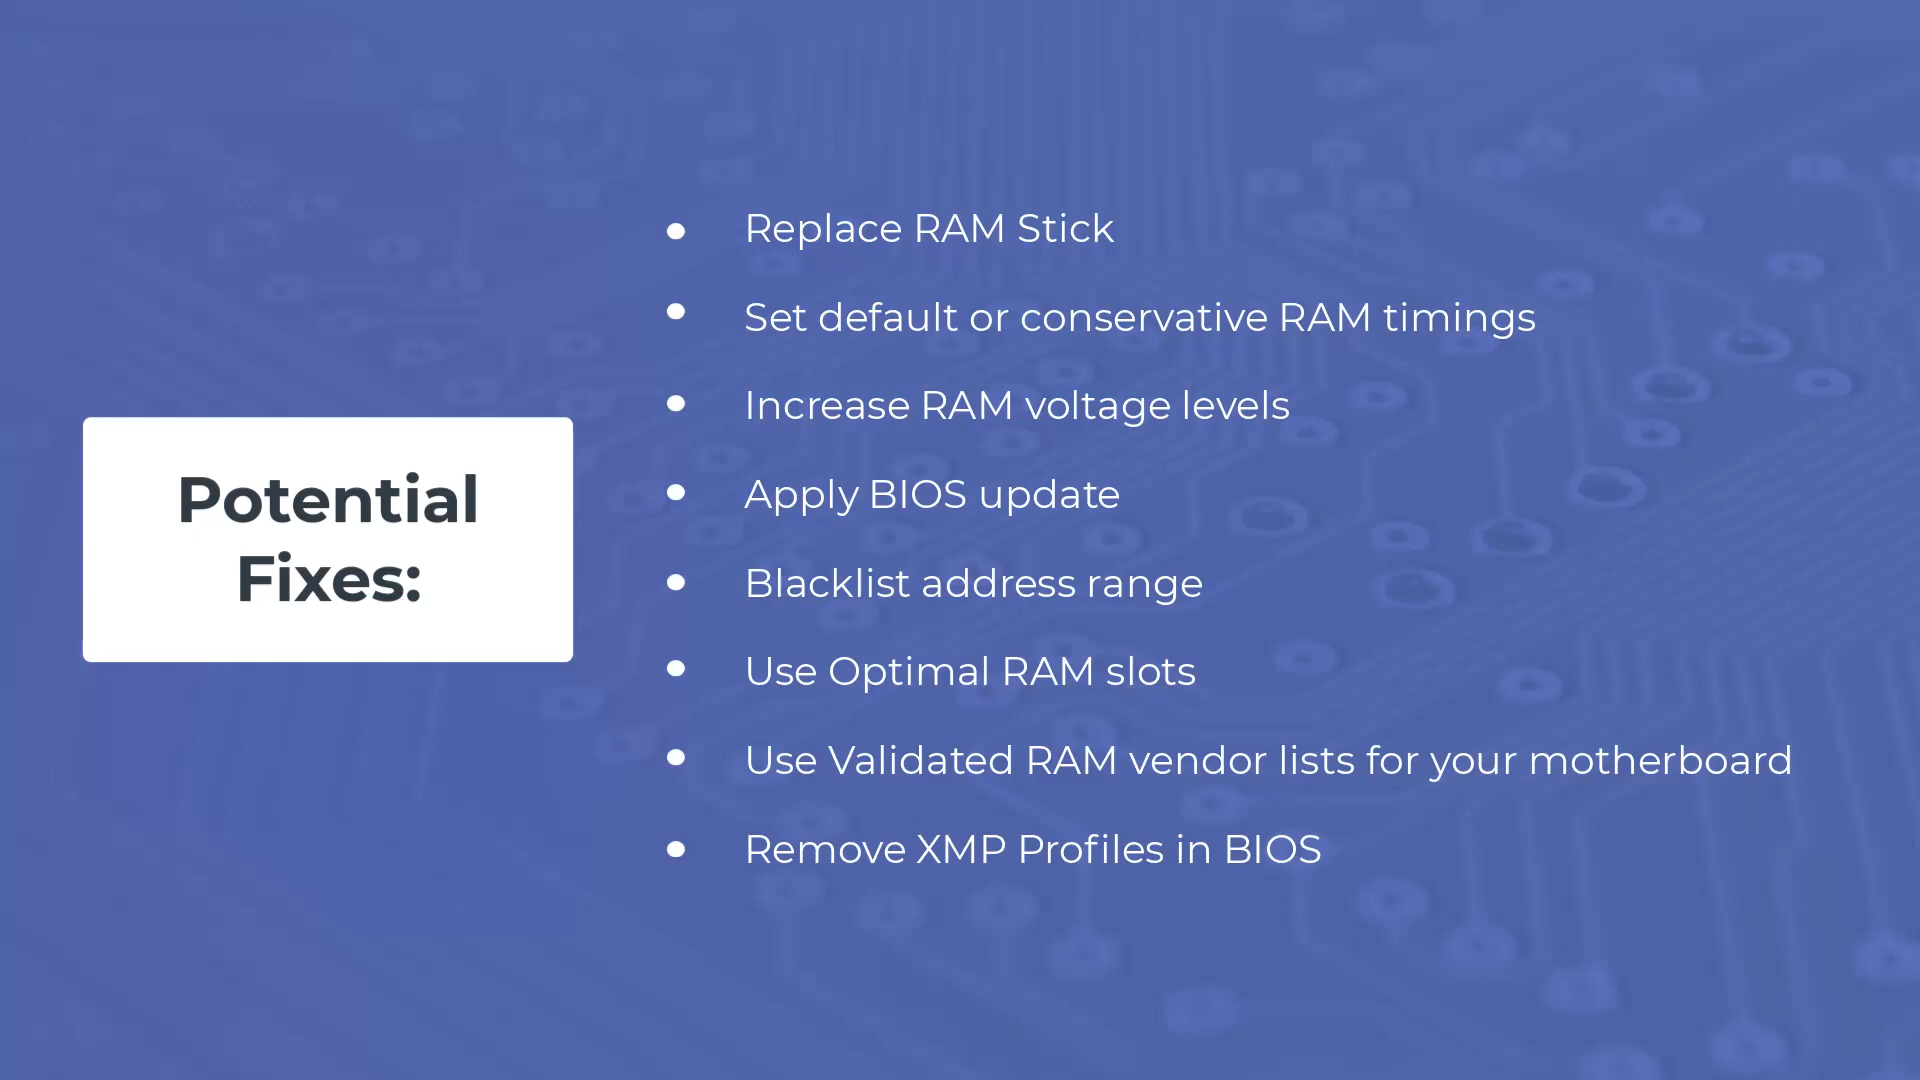 Potential
Fixes:
Replace RAM Stick
Set default or conservative RAM timings
Increase RAM voltage levels
Apply BIOS update
Blacklist address range
Use Optimal RAM slots
Use Validated RAM vendor lists for your motherboard
Remove XMP Profiles in BIOS